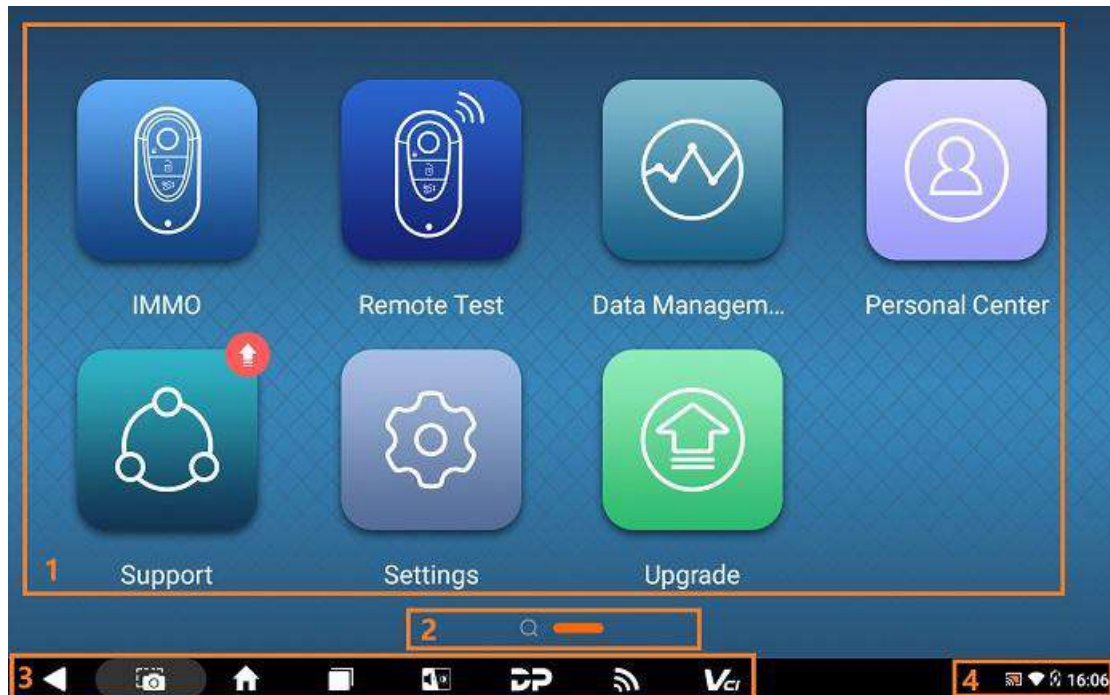 IMMO
Remote Test
Data Managem...
Personal Center
1
Support
Settings
Upgrade
2
3
DP
VCI
4
16:06